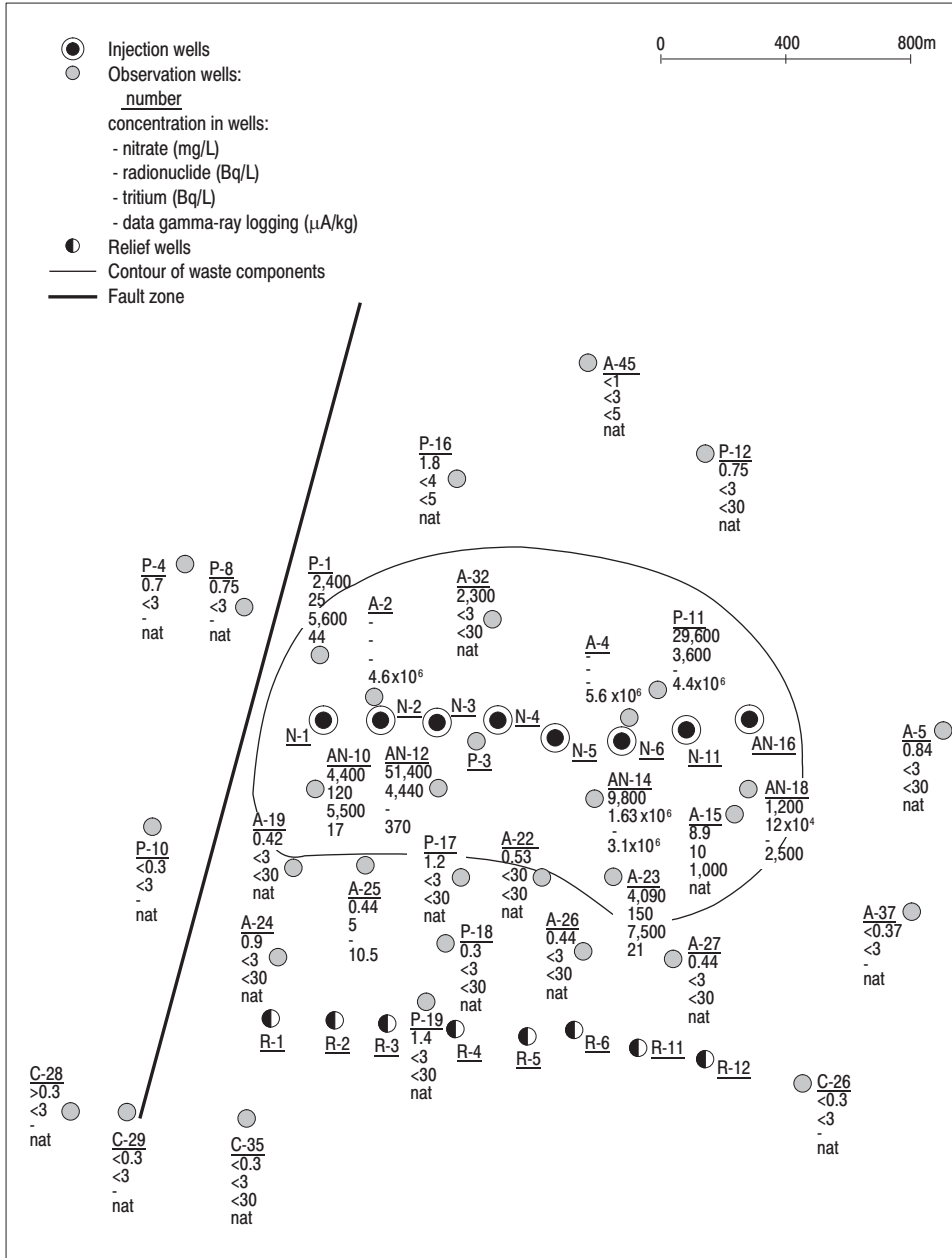 0 400 800m
Injection wells
Observation wells:
number
concentration in wells:
- nitrate (mg/L)
- radionuclide (Bq/L)
- tritium (Bq/L)
- data gamma-ray logging (μA/kg)
Relief wells
Contour of waste components
Fault zone
A-45
<1
<3
<5
nat
P-16
1.8
<4
<5
nat
P-12
0.75
<3
<30
nat
P-4
0.7
<3
-
nat
P-8
0.75
<3
-
nat
P-1
2,400
25
5,600
44
A-2
-
-
-
4.6x10⁶
A-32
2,300
<3
<30
nat
A-4
-
-
5.6 x10⁶
P-11
29,600
3,600
-
4.4x10⁶
N-1
N-2
N-3
P-3
N-4
N-5
N-6
N-11
AN-16
A-5
0.84
<3
<30
nat
AN-10
4,400
120
5,500
17
AN-12
51,400
4,440
-
370
AN-14
9,800
1.63x10⁶
-
3.1x10⁶
A-15
8.9
10
1,000
nat
AN-18
1,200
12x10⁴
-
2,500
P-10
<0.3
<3
-
nat
A-19
0.42
<3
<30
nat
A-25
0.44
5
-
10.5
P-17
1.2
<3
<30
nat
A-22
0.53
<30
<30
nat
A-23
4,090
150
7,500
21
A-37
<0.37
<3
-
nat
A-24
0.9
<3
<30
nat
P-18
0.3
<3
<30
nat
A-26
0.44
<3
<30
nat
A-27
0.44
<3
<30
nat
R-1
R-2
R-3
P-19
1.4
<3
<30
nat
R-4
R-5
R-6
R-11
R-12
C-28
>0.3
<3
-
nat
C-29
<0.3
<3
-
nat
C-35
<0.3
<3
<30
nat
C-26
<0.3
<3
-
nat